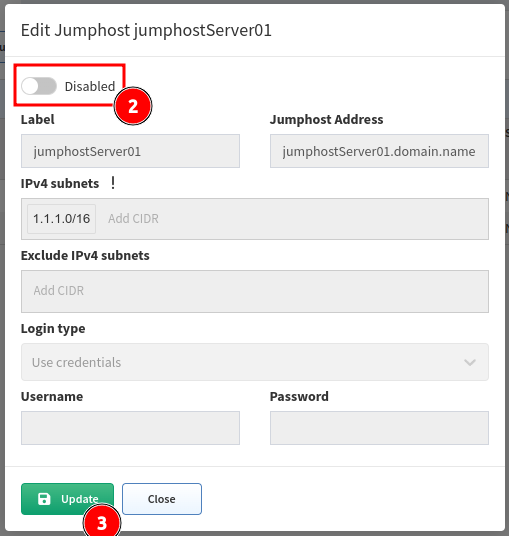 Edit Jumphost jumphostServer01
Disabled
2
Label
Jumphost Address
jumphostServer01
jumphostServer01.domain.name
IPv4 subnets !
1.1.1.0/16 Add CIDR
Exclude IPv4 subnets
Add CIDR
Login type
Use credentials
Username
Password
Update
Close
3